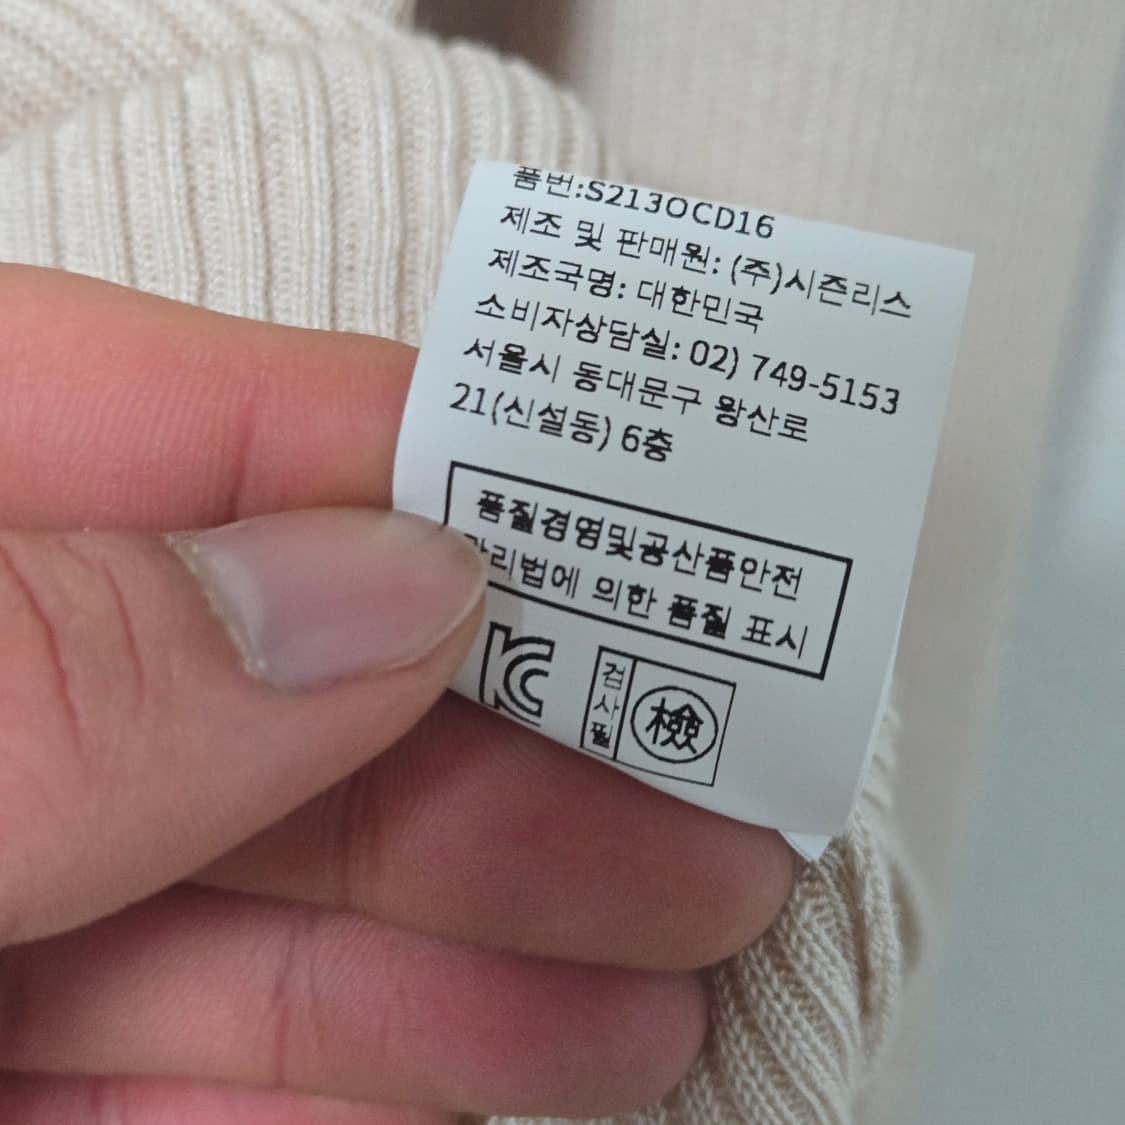 품번:S213OCD16
제조 및 판매원: (주)시즌리스
제조국명: 대한민국
소비자상담실: 02) 749-5153
서울시 동대문구 왕산로
21(신설동) 6층
품질경영및공산품안전
관리법에 의한 품질 표시
KC
검사필
檢